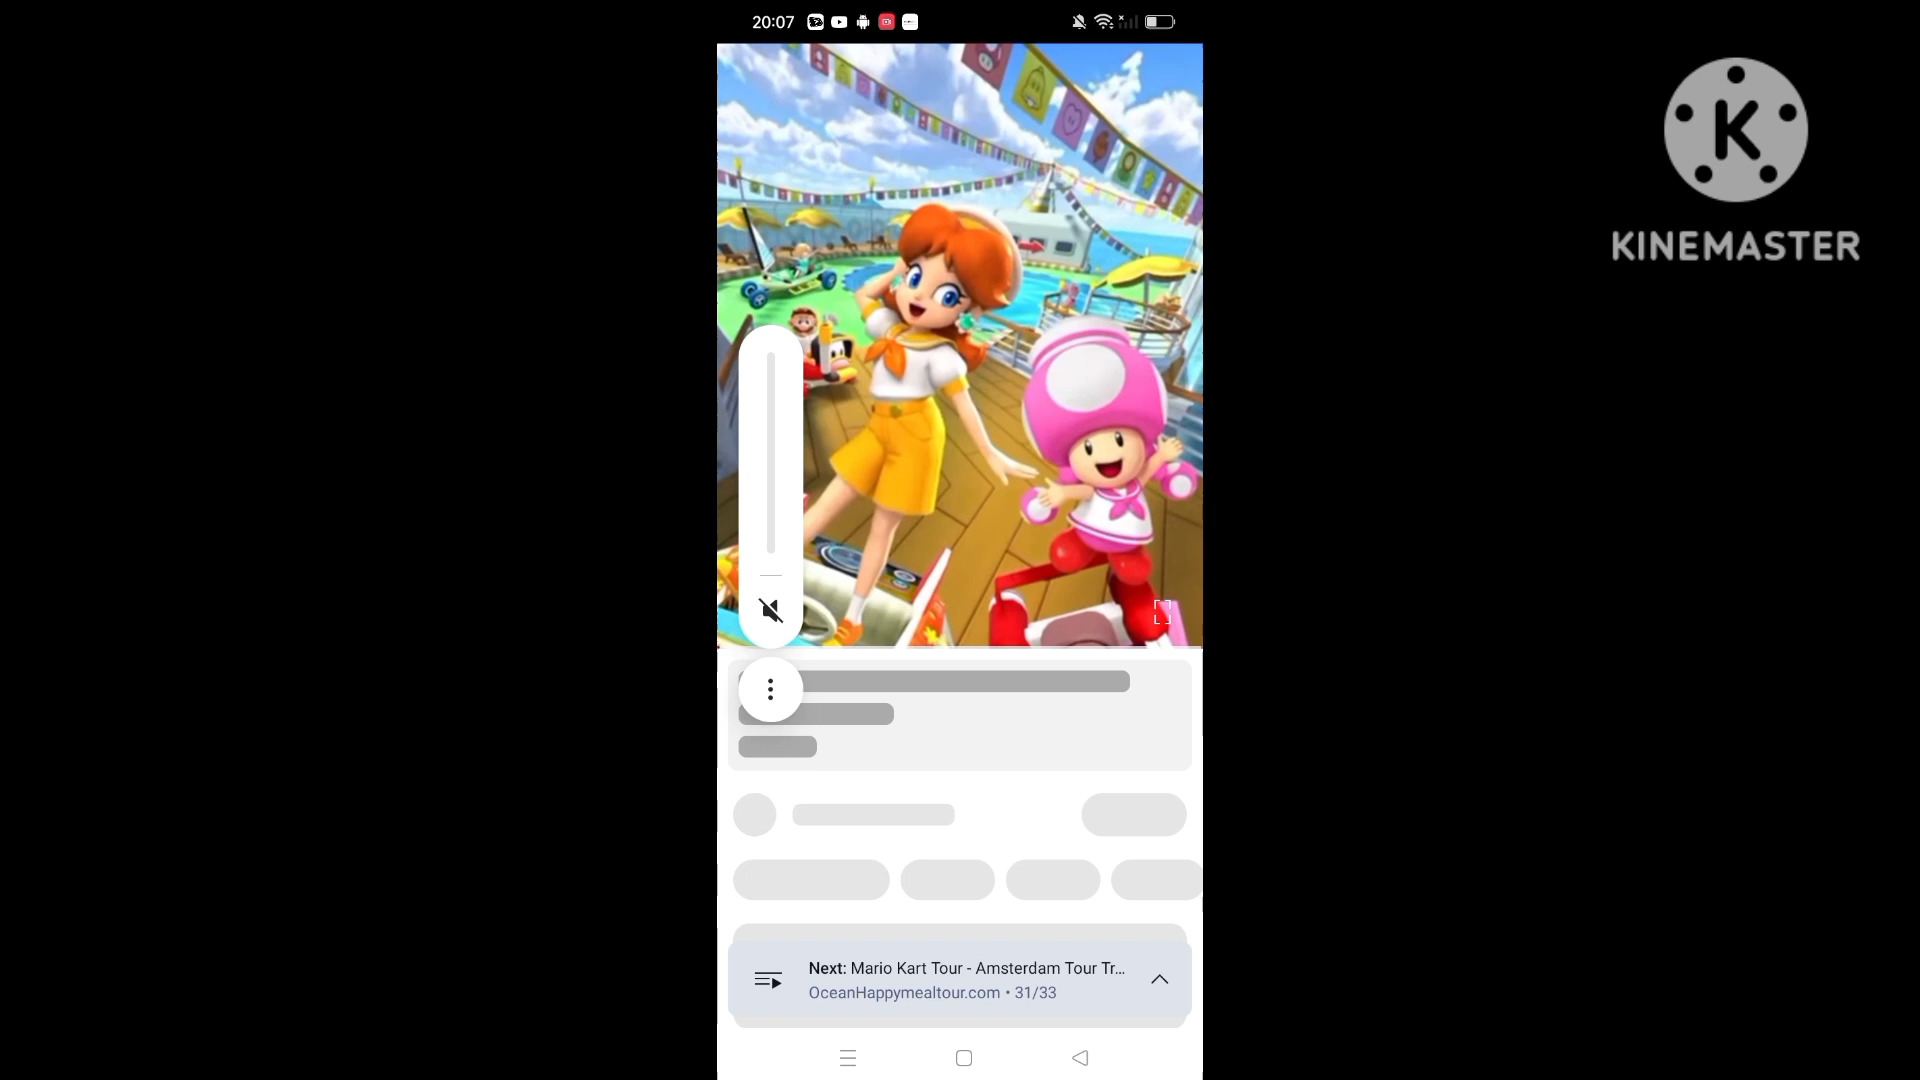 20:07
K
KINEMASTER
Next: Mario Kart Tour - Amsterdam Tour Tr...
OceanHappymealtour.com • 31/33